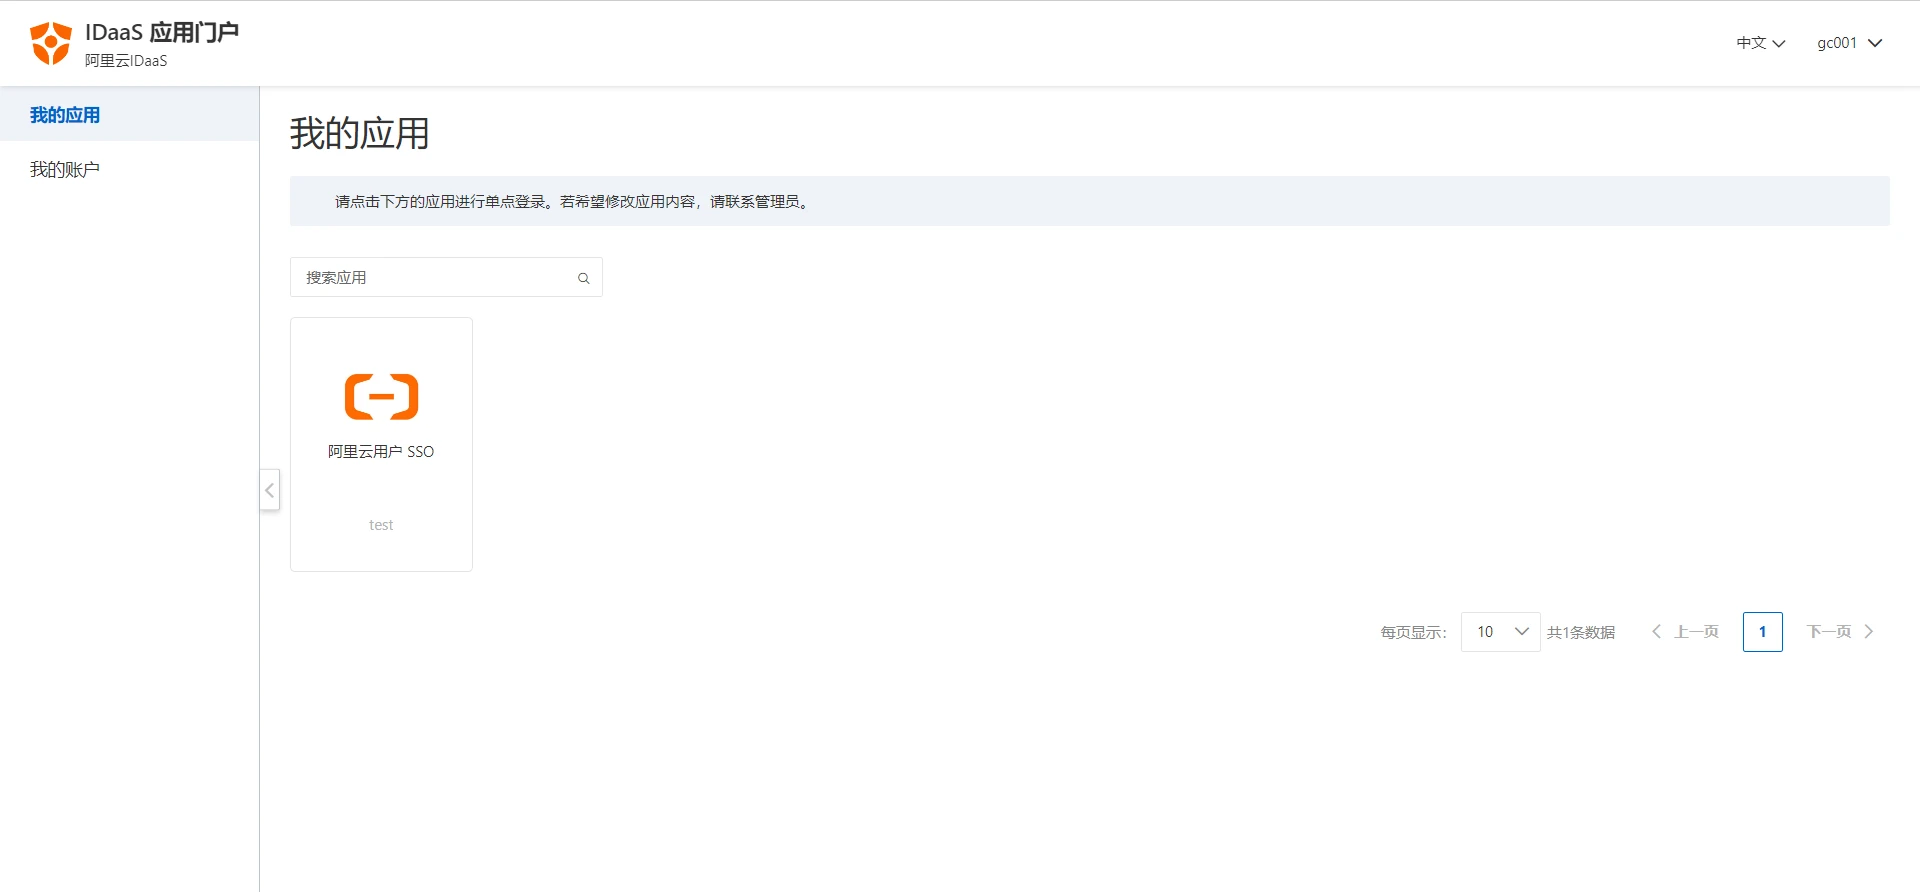 IDaaS 应用门户
阿里云IDaaS
中文
gc001
我的应用
我的账户
我的应用
请点击下方的应用进行单点登录。若希望修改应用内容，请联系管理员。
搜索应用
阿里云用户 SSO
test
每页显示： 10 共1条数据 上一页 1 下一页